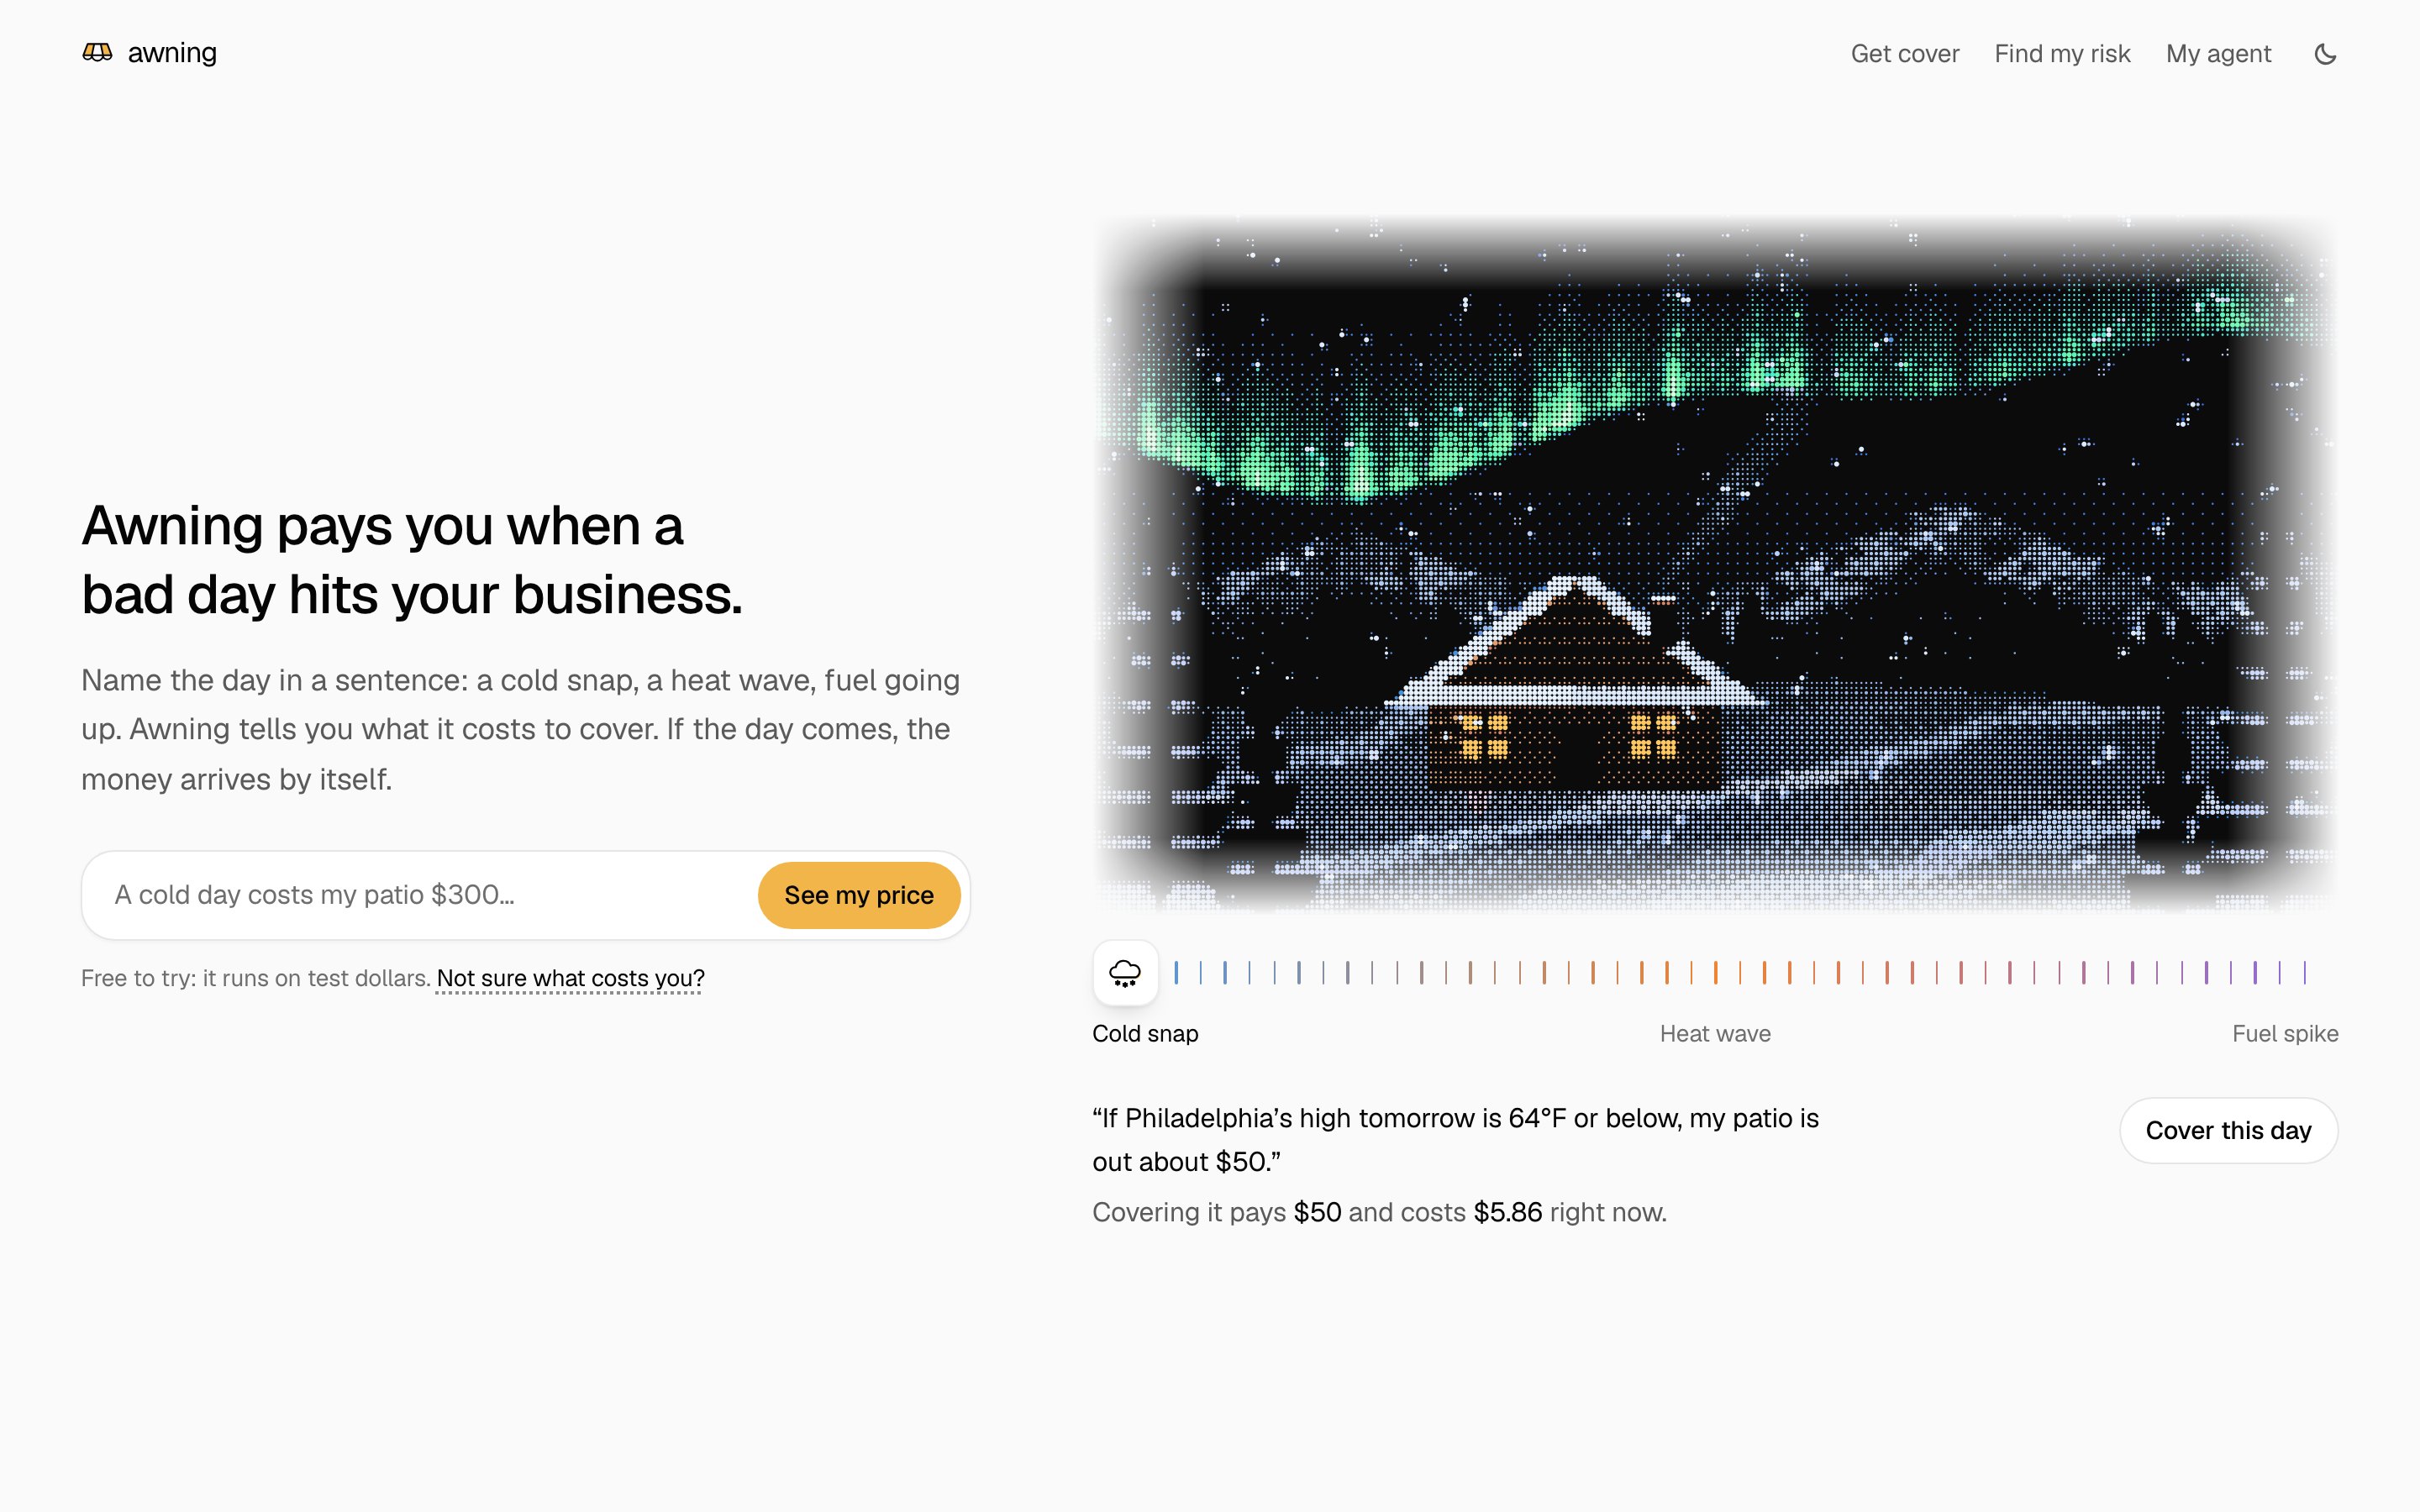 awning
Get cover
Find my risk
My agent
Awning pays you when a
bad day hits your business.
Name the day in a sentence: a cold snap, a heat wave, fuel going
up. Awning tells you what it costs to cover. If the day comes, the
money arrives by itself.
A cold day costs my patio $300...
See my price
Free to try: it runs on test dollars. Not sure what costs you?
Cold snap
Heat wave
Fuel spike
“If Philadelphia’s high tomorrow is 64°F or below, my patio is
out about $50.”
Covering it pays $50 and costs $5.86 right now.
Cover this day